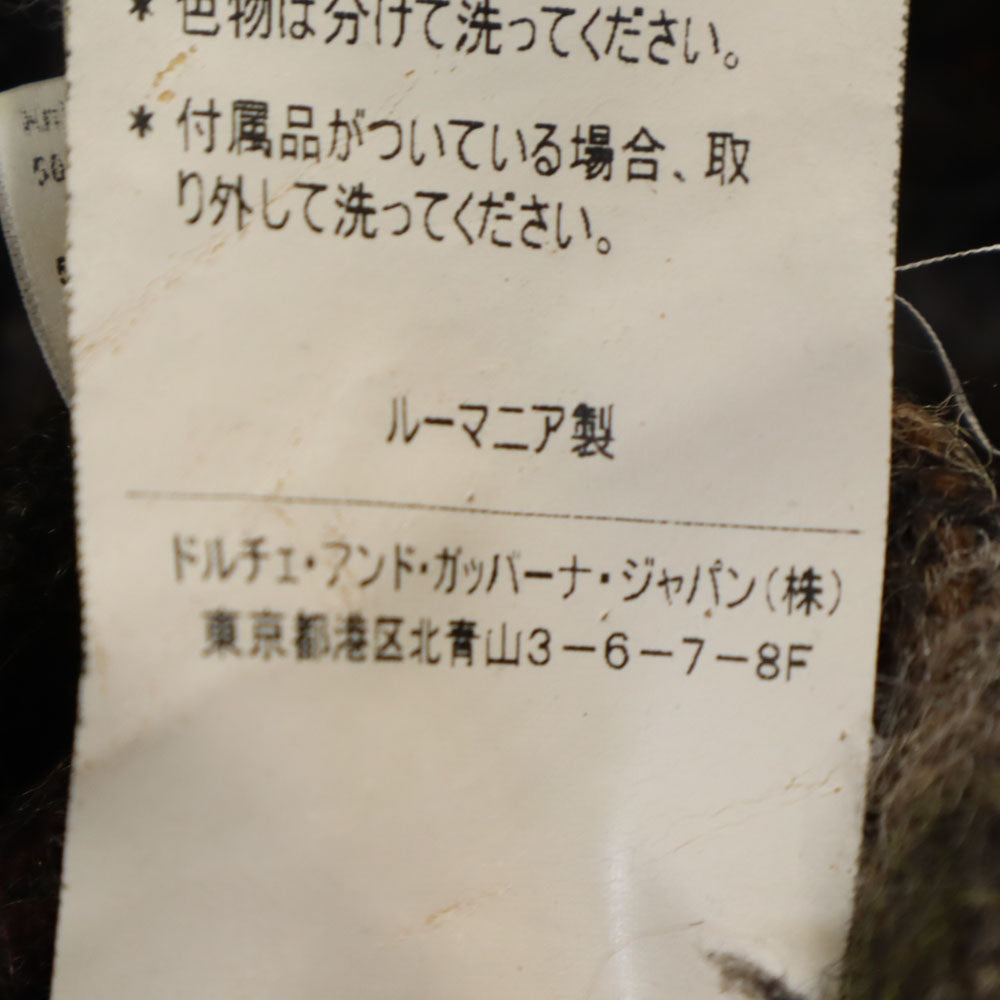 * 色物は分けて洗ってください。
* 付属品がついている場合、取
り外して洗ってください。
ルーマニア製
ドルチェ・アンド・ガッバーナ・ジャパン(株)
東京都港区北青山3-6-7-8F
50
5